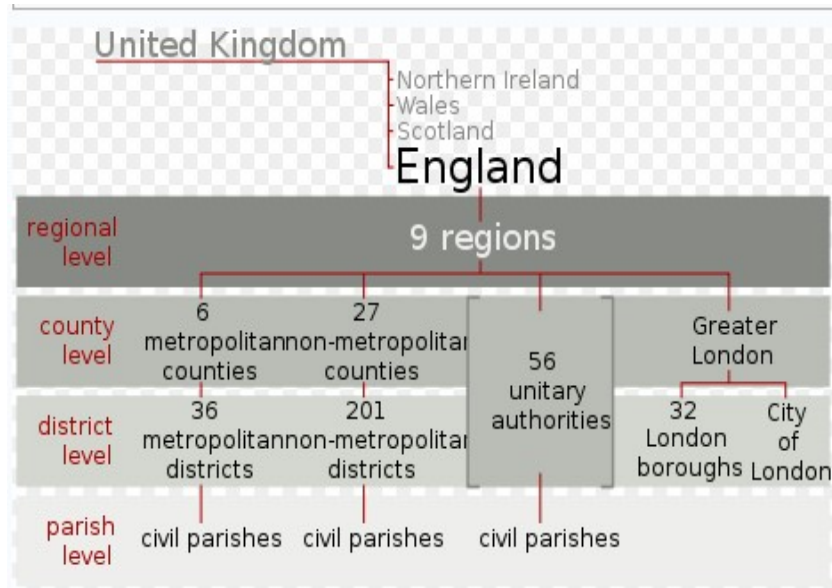 United Kingdom
Northern Ireland
Wales
Scotland
England
regional
level
9 regions
county
level
6
metropolitan
counties
27
non-metropolitan
counties
56
unitary
authorities
Greater
London
district
level
36
metropolitan
districts
201
non-metropolitan
districts
32
London
boroughs
City
of
London
parish
level
civil parishes
civil parishes
civil parishes